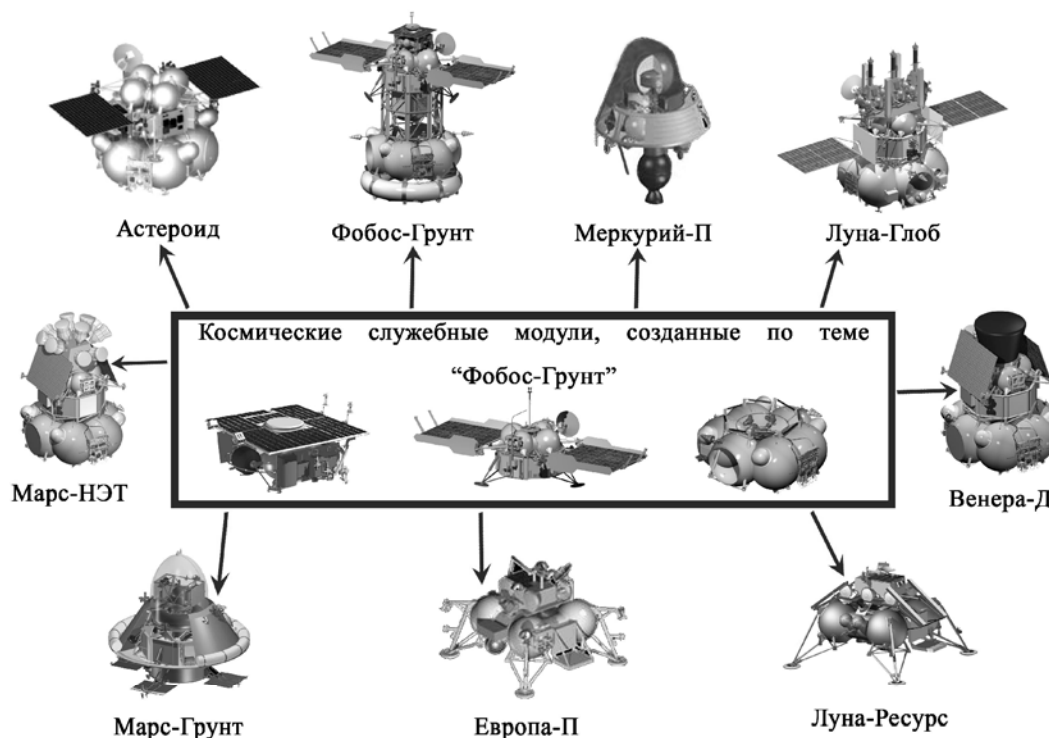 Астероид
Фобос-Грунт
Меркурий-П
Луна-Глоб
Космические служебные модули, созданные по теме
“Фобос-Грунт”
Марс-НЭТ
Венера-Д
Марс-Грунт
Европа-П
Луна-Ресурс